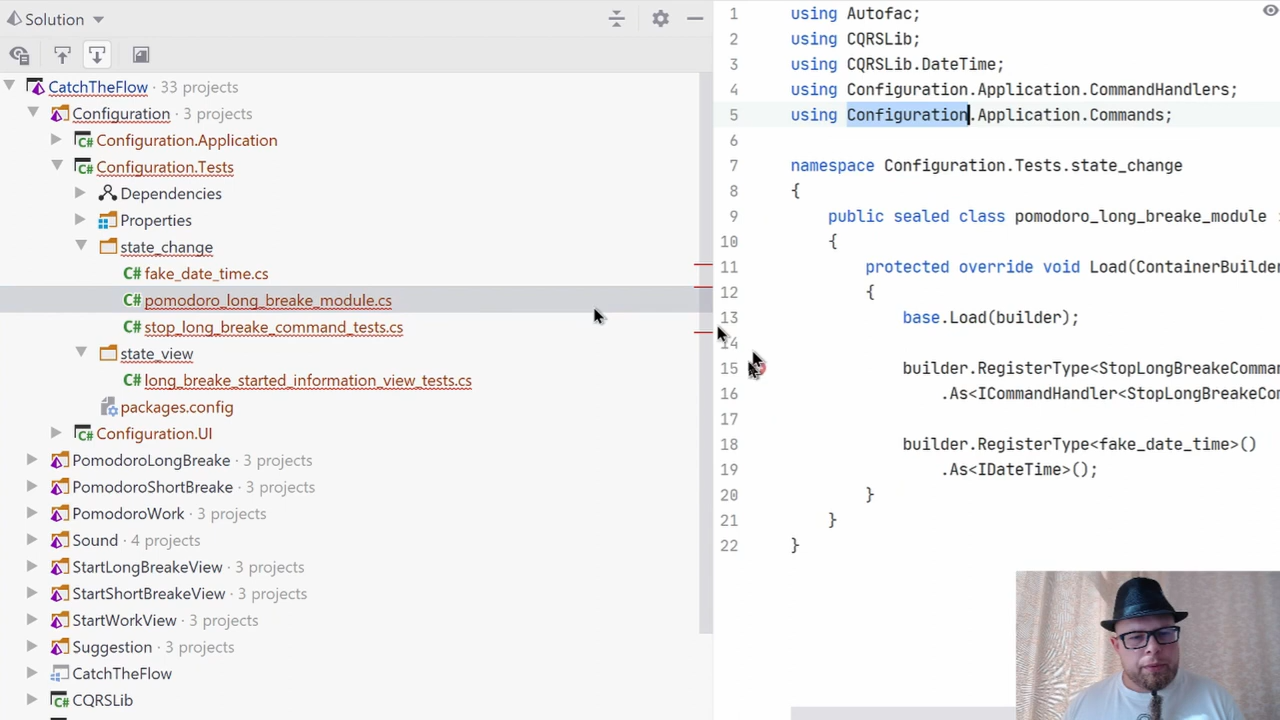 Solution
CatchTheFlow · 33 projects
Configuration · 3 projects
C# Configuration.Application
C# Configuration.Tests
Dependencies
Properties
state_change
C# fake_date_time.cs
C# pomodoro_long_breake_module.cs
C# stop_long_breake_command_tests.cs
state_view
C# long_breake_started_information_view_tests.cs
packages.config
C# Configuration.UI
PomodoroLongBreake · 3 projects
PomodoroShortBreake · 3 projects
PomodoroWork · 3 projects
Sound · 4 projects
StartLongBreakeView · 3 projects
StartShortBreakeView · 3 projects
StartWorkView · 3 projects
Suggestion · 3 projects
CatchTheFlow
C# CQRSLib
1 using Autofac;
2 using CQRSLib;
3 using CQRSLib.DateTime;
4 using Configuration.Application.CommandHandlers;
5 using Configuration.Application.Commands;
6
7 namespace Configuration.Tests.state_change
8 {
9 public sealed class pomodoro_long_breake_module :
10 {
11 protected override void Load(ContainerBuilder
12 {
13 base.Load(builder);
14
15 builder.RegisterType<StopLongBreakeComman
16 .As<ICommandHandler<StopLongBreakeCo
17
18 builder.RegisterType<fake_date_time>()
19 .As<IDateTime>();
20 }
21 }
22 }